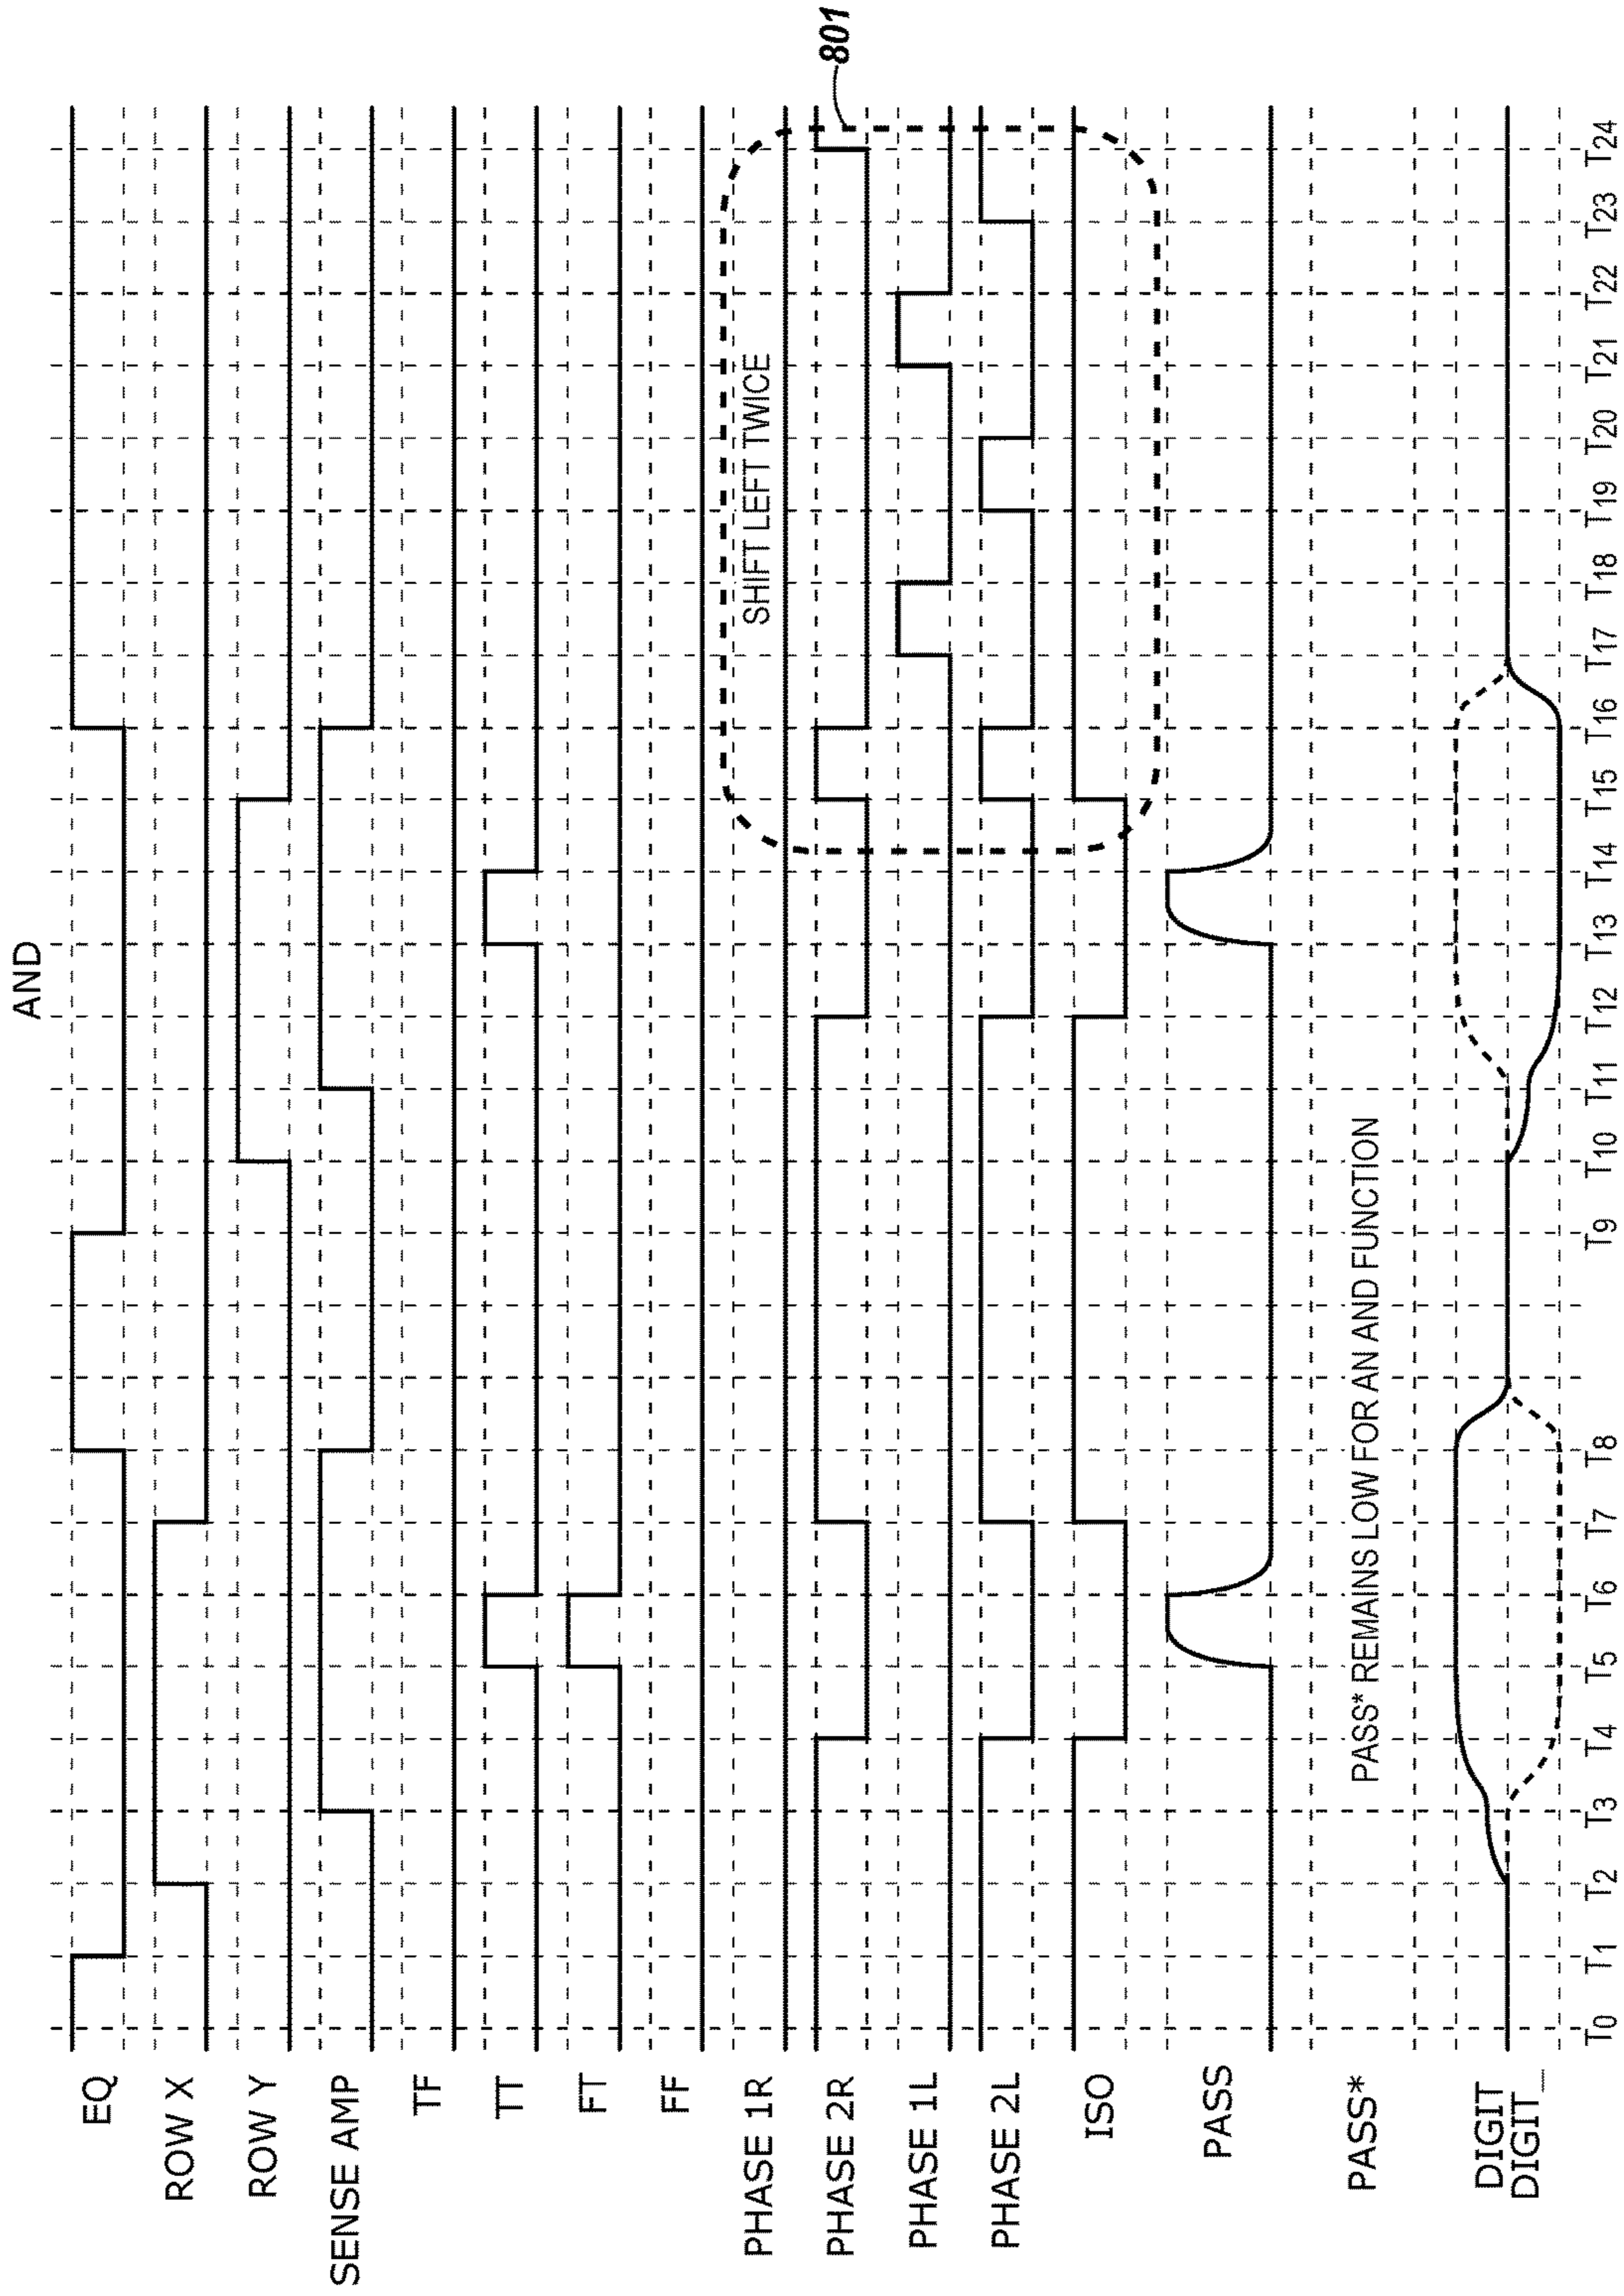 AND
EQ
ROW X
ROW Y
SENSE AMP
TF
TT
FT
FF
PHASE 1R
PHASE 2R
PHASE 1L
PHASE 2L
ISO
PASS
PASS*
DIGIT
DIGIT_
SHIFT LEFT TWICE
801
PASS* REMAINS LOW FOR AN AND FUNCTION
T0 T1 T2 T3 T4 T5 T6 T7 T8 T9 T10 T11 T12 T13 T14 T15 T16 T17 T18 T19 T20 T21 T22 T23 T24